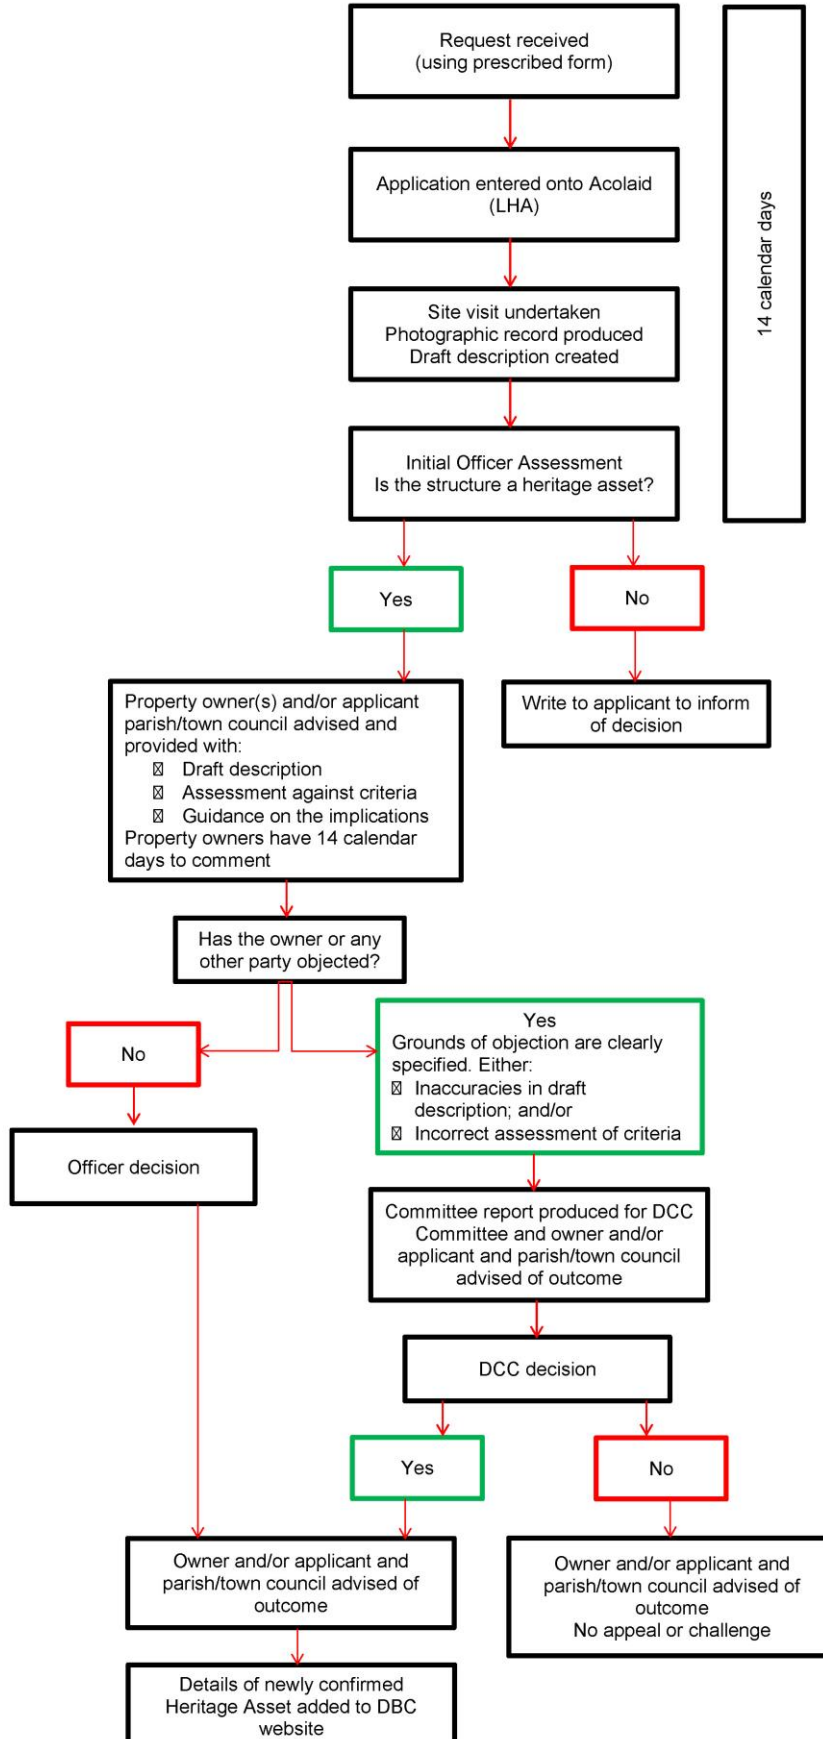 Request received
(using prescribed form)
14 calendar days
Application entered onto Acolaid
(LHA)
Site visit undertaken
Photographic record produced
Draft description created
Initial Officer Assessment
Is the structure a heritage asset?
Yes
No
Property owner(s) and/or applicant
parish/town council advised and
provided with:
Draft description
Assessment against criteria
Guidance on the implications
Property owners have 14 calendar
days to comment
Write to applicant to inform
of decision
Has the owner or any
other party objected?
No
Yes
Grounds of objection are clearly
specified. Either:
Inaccuracies in draft
description; and/or
Incorrect assessment of criteria
Officer decision
Committee report produced for DCC
Committee and owner and/or
applicant and parish/town council
advised of outcome
DCC decision
Yes
No
Owner and/or applicant and
parish/town council advised of
outcome
Owner and/or applicant and
parish/town council advised of
outcome
No appeal or challenge
Details of newly confirmed
Heritage Asset added to DBC
website